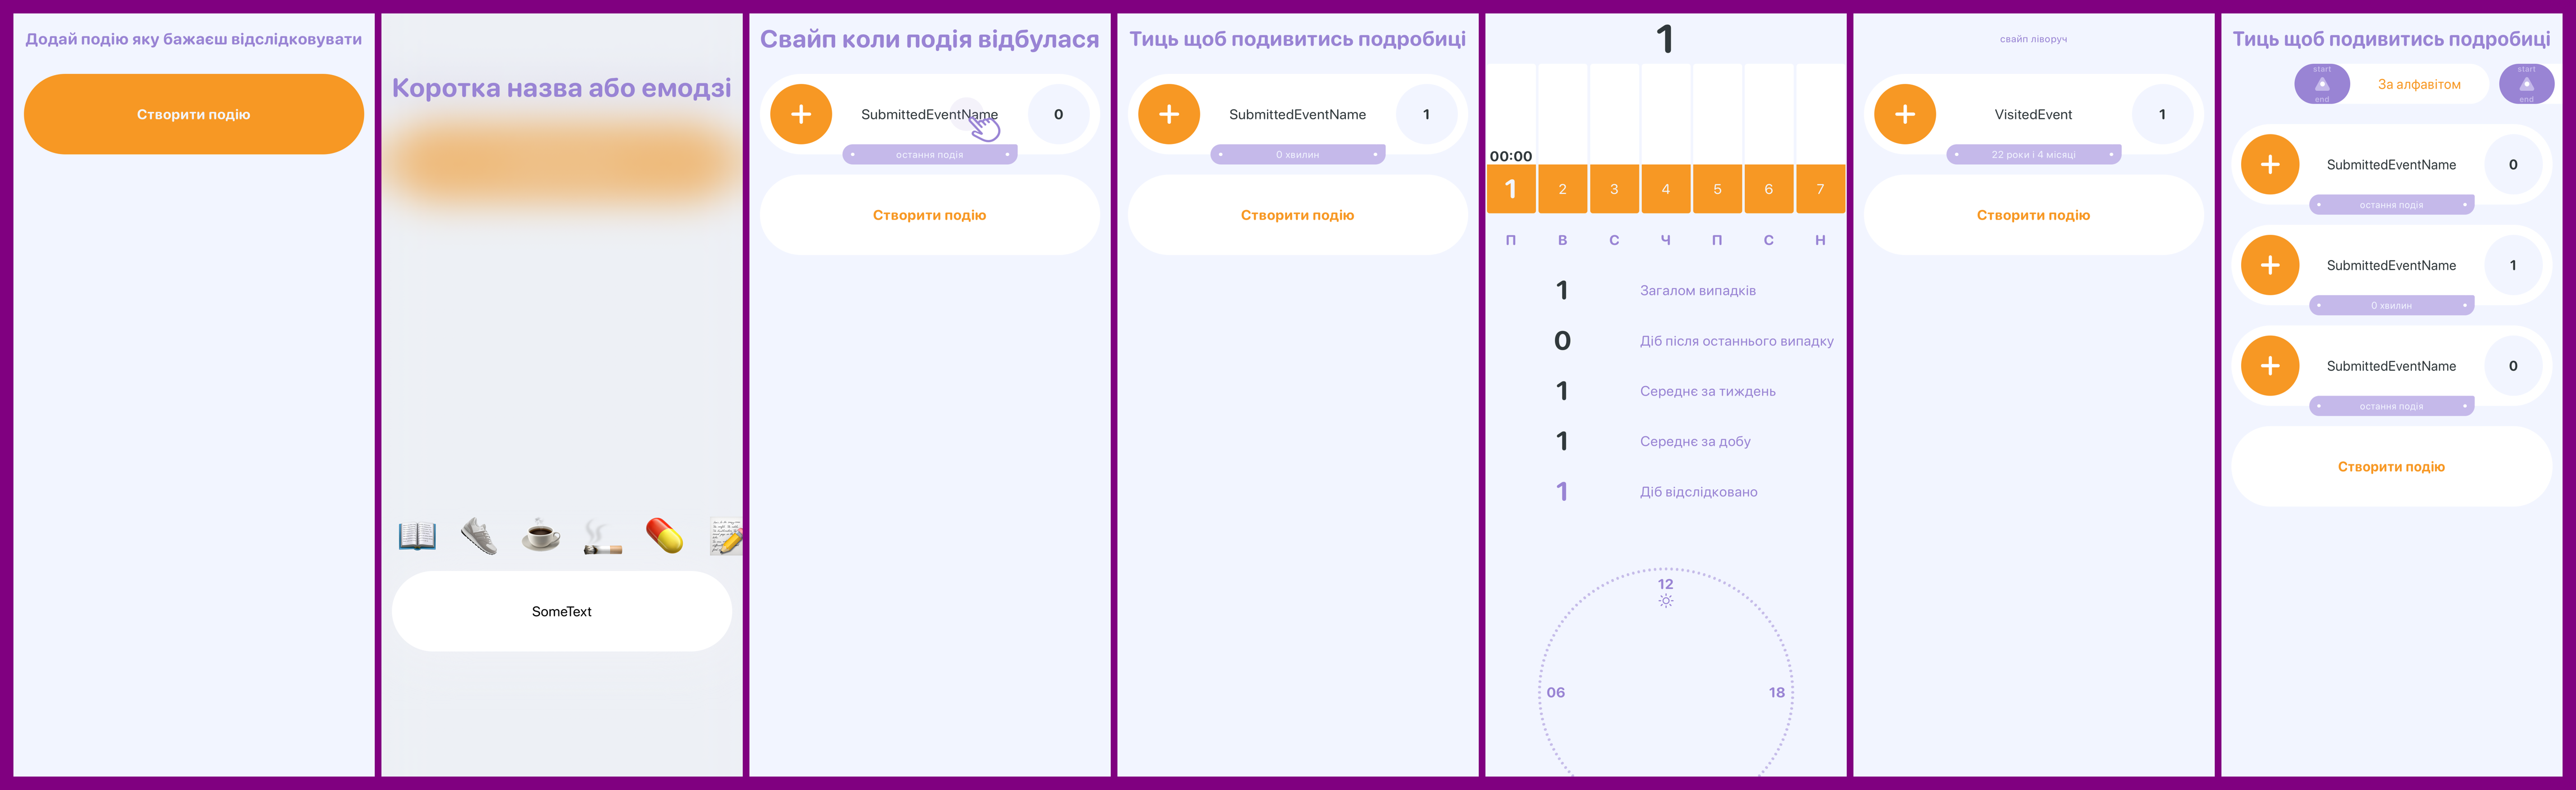 Додай подію яку бажаєш відслідковувати
Створити подію
Коротка назва або емодзі
SomeText
Свайп коли подія відбулася
SubmittedEventName
0
остання подія
Створити подію
Тиць щоб подивитись подробиці
SubmittedEventName
1
0 хвилин
Створити подію
1
00:00
1 2 3 4 5 6 7
П В С Ч П С Н
1 Загалом випадків
0 Діб після останнього випадку
1 Середнє за тиждень
1 Середнє за добу
1 Діб відслідковано
12
06 18
свайп ліворуч
VisitedEvent
1
22 роки і 4 місяці
Створити подію
Тиць щоб подивитись подробиці
start
end
За алфавітом
start
end
SubmittedEventName
0
остання подія
SubmittedEventName
1
0 хвилин
SubmittedEventName
0
остання подія
Створити подію